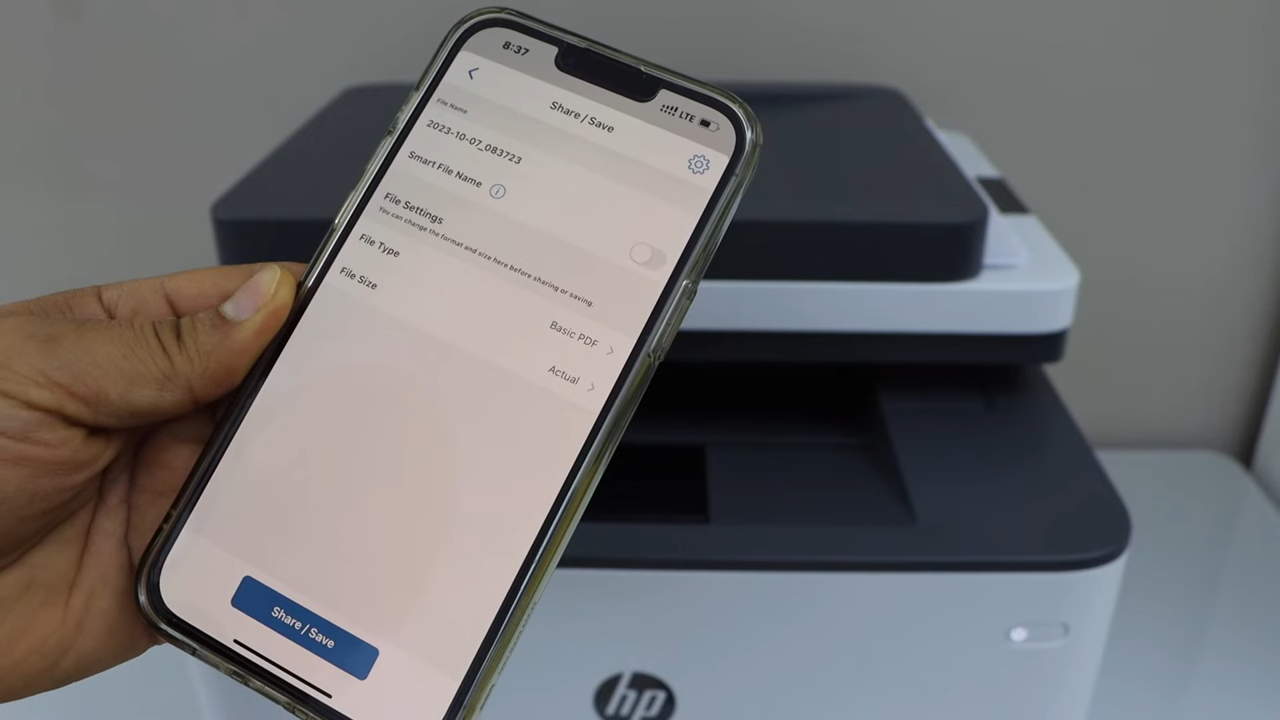 8:37
LTE
Share / Save
File Name
2023-10-07_083723
Smart File Name
File Settings
You can change the format and size here before sharing or saving.
File Type
Basic PDF
File Size
Actual
Share / Save
hp